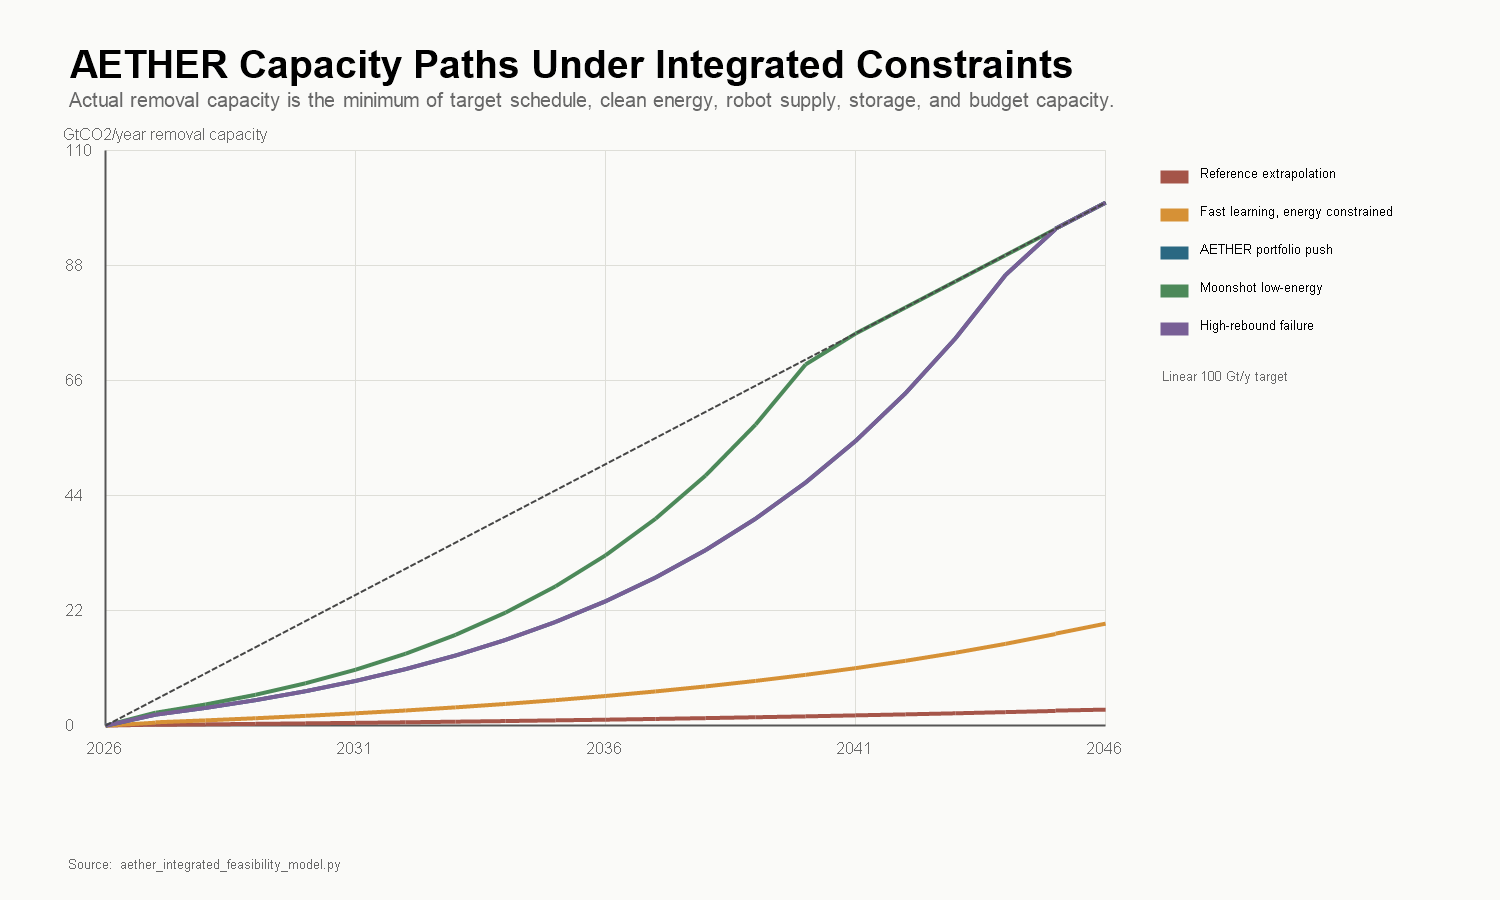 AETHER Capacity Paths Under Integrated Constraints
Actual removal capacity is the minimum of target schedule, clean energy, robot supply, storage, and budget capacity.
GtCO2/year removal capacity
110
88
66
44
22
0
2026 2031 2036 2041 2046
Reference extrapolation
Fast learning, energy constrained
AETHER portfolio push
Moonshot low-energy
High-rebound failure
Linear 100 Gt/y target
Source: aether_integrated_feasibility_model.py